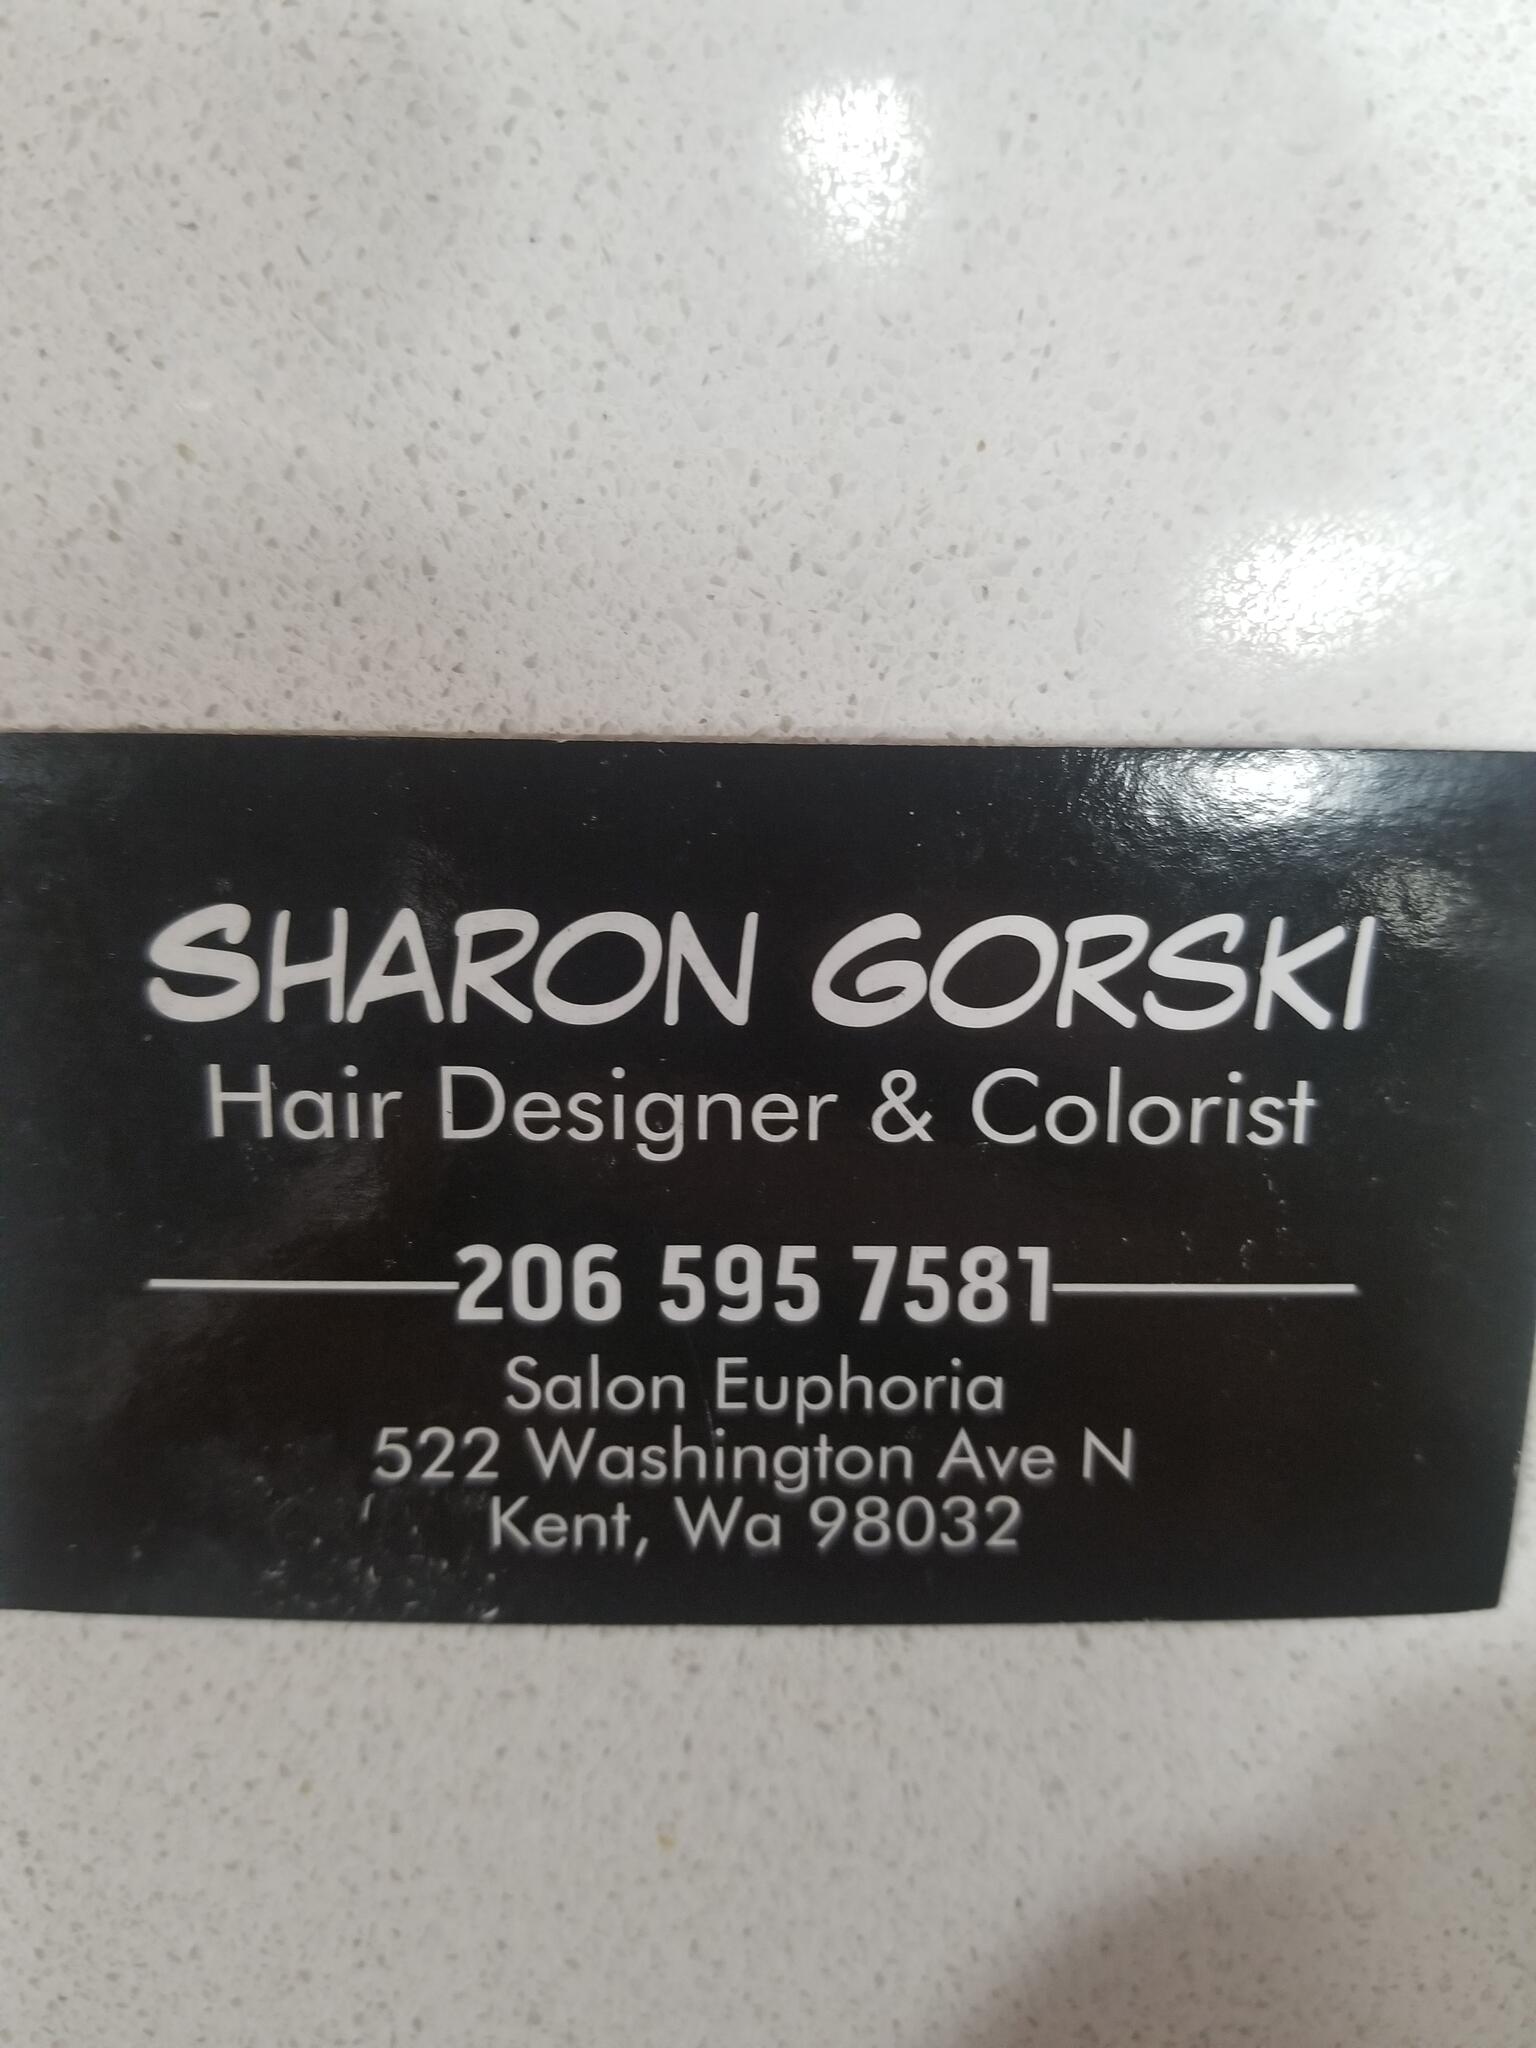 SHARON GORSKI
Hair Designer & Colorist
206 595 7581
Salon Euphoria
522 Washington Ave N
Kent, Wa 98032